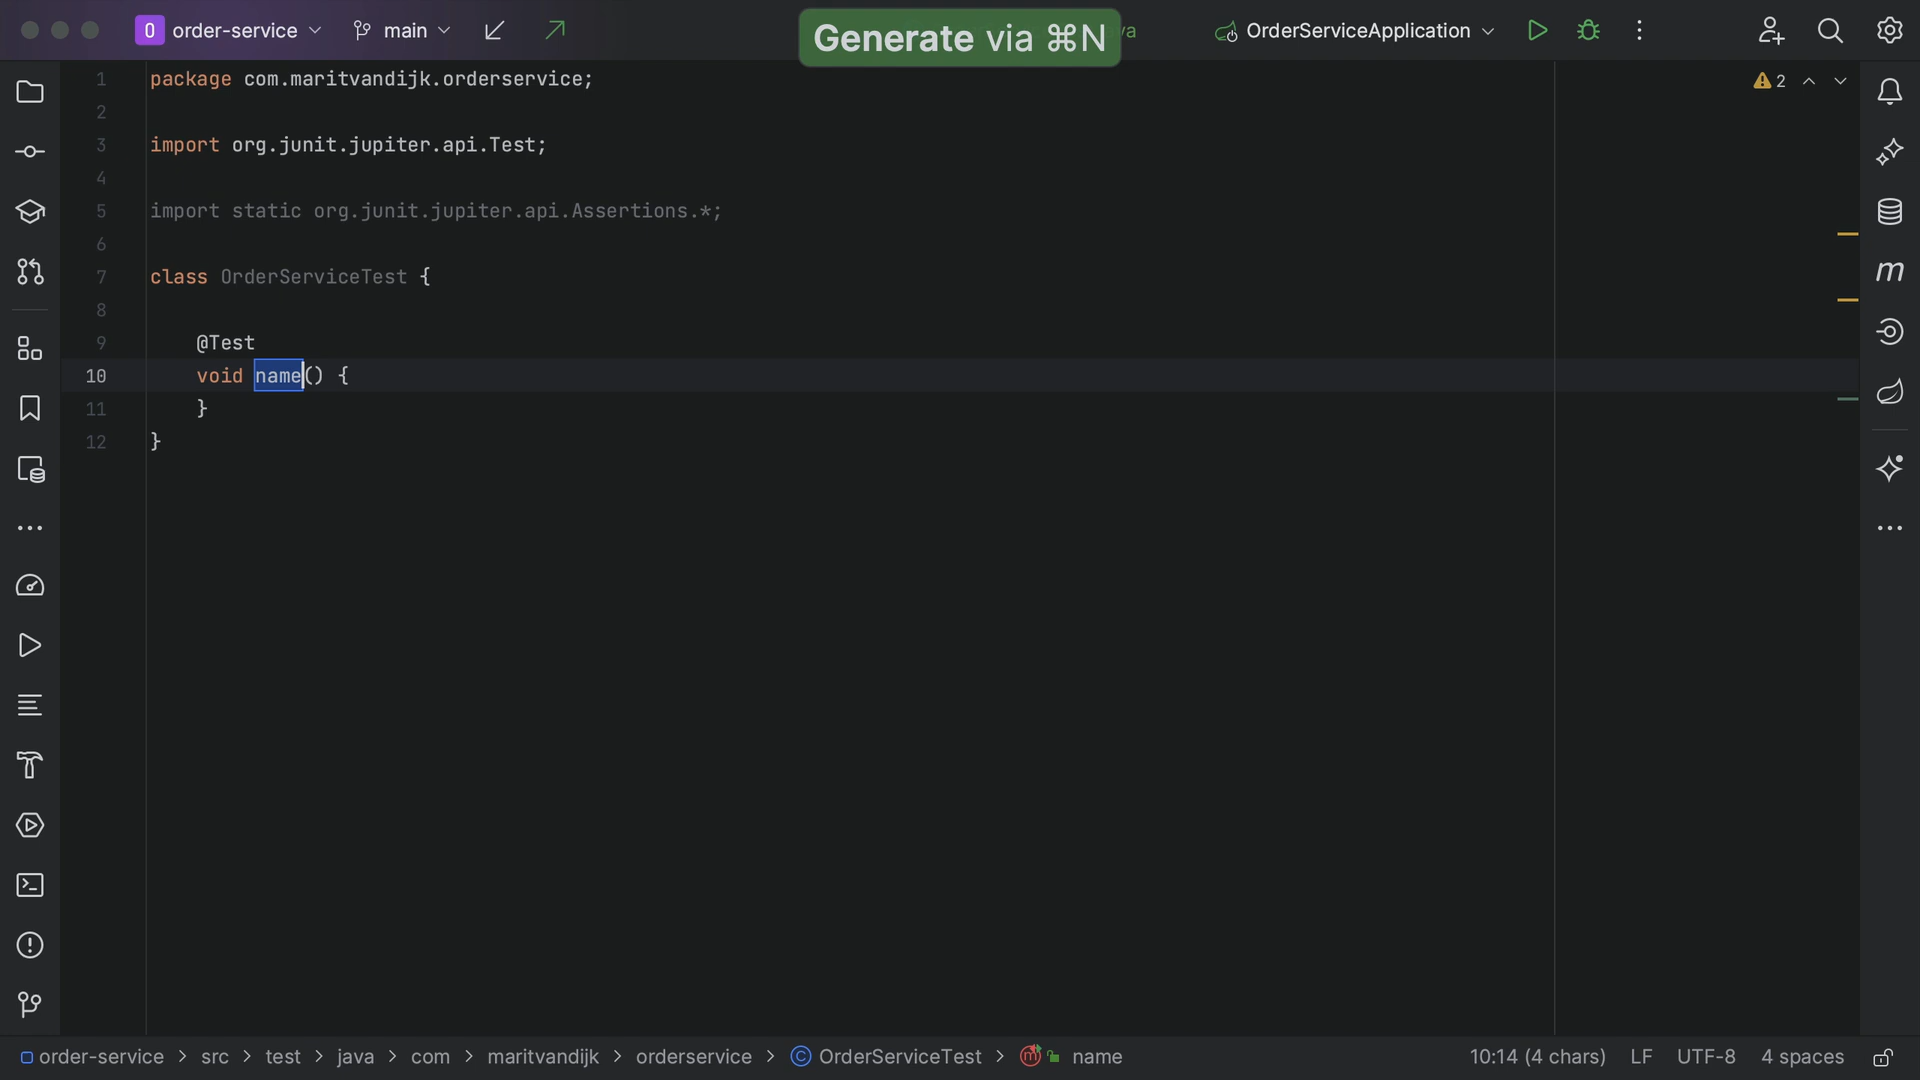 0 order-service main Generate via ⌘N OrderServiceApplication
1 package com.maritvandijk.orderservice; 2
2
3 import org.junit.jupiter.api.Test;
4
5 import static org.junit.jupiter.api.Assertions.*;
6
7 class OrderServiceTest {
8
9 @Test
10 void name() {
11 }
12 }
m
order-service > src > test > java > com > maritvandijk > orderservice > OrderServiceTest > name 10:14 (4 chars) LF UTF-8 4 spaces